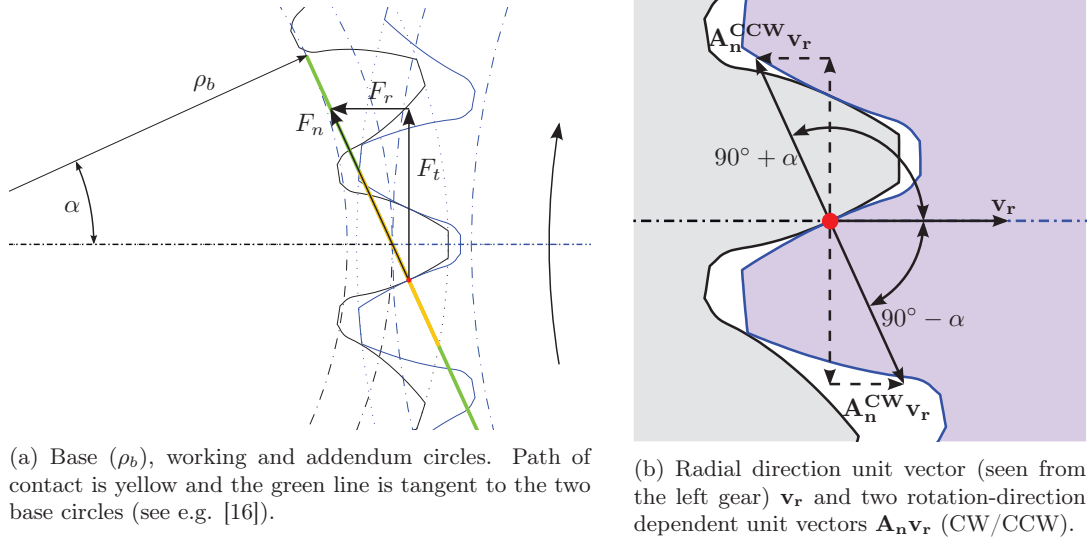 ρ_b
F_r
F_n
F_t
α
(a) Base (ρ_b), working and addendum circles. Path of
contact is yellow and the green line is tangent to the two
base circles (see e.g. [16]).
A_n^CCW v_r
90° + α
v_r
90° − α
A_n^CW v_r
(b) Radial direction unit vector (seen from
the left gear) v_r and two rotation-direction
dependent unit vectors A_n v_r (CW/CCW).